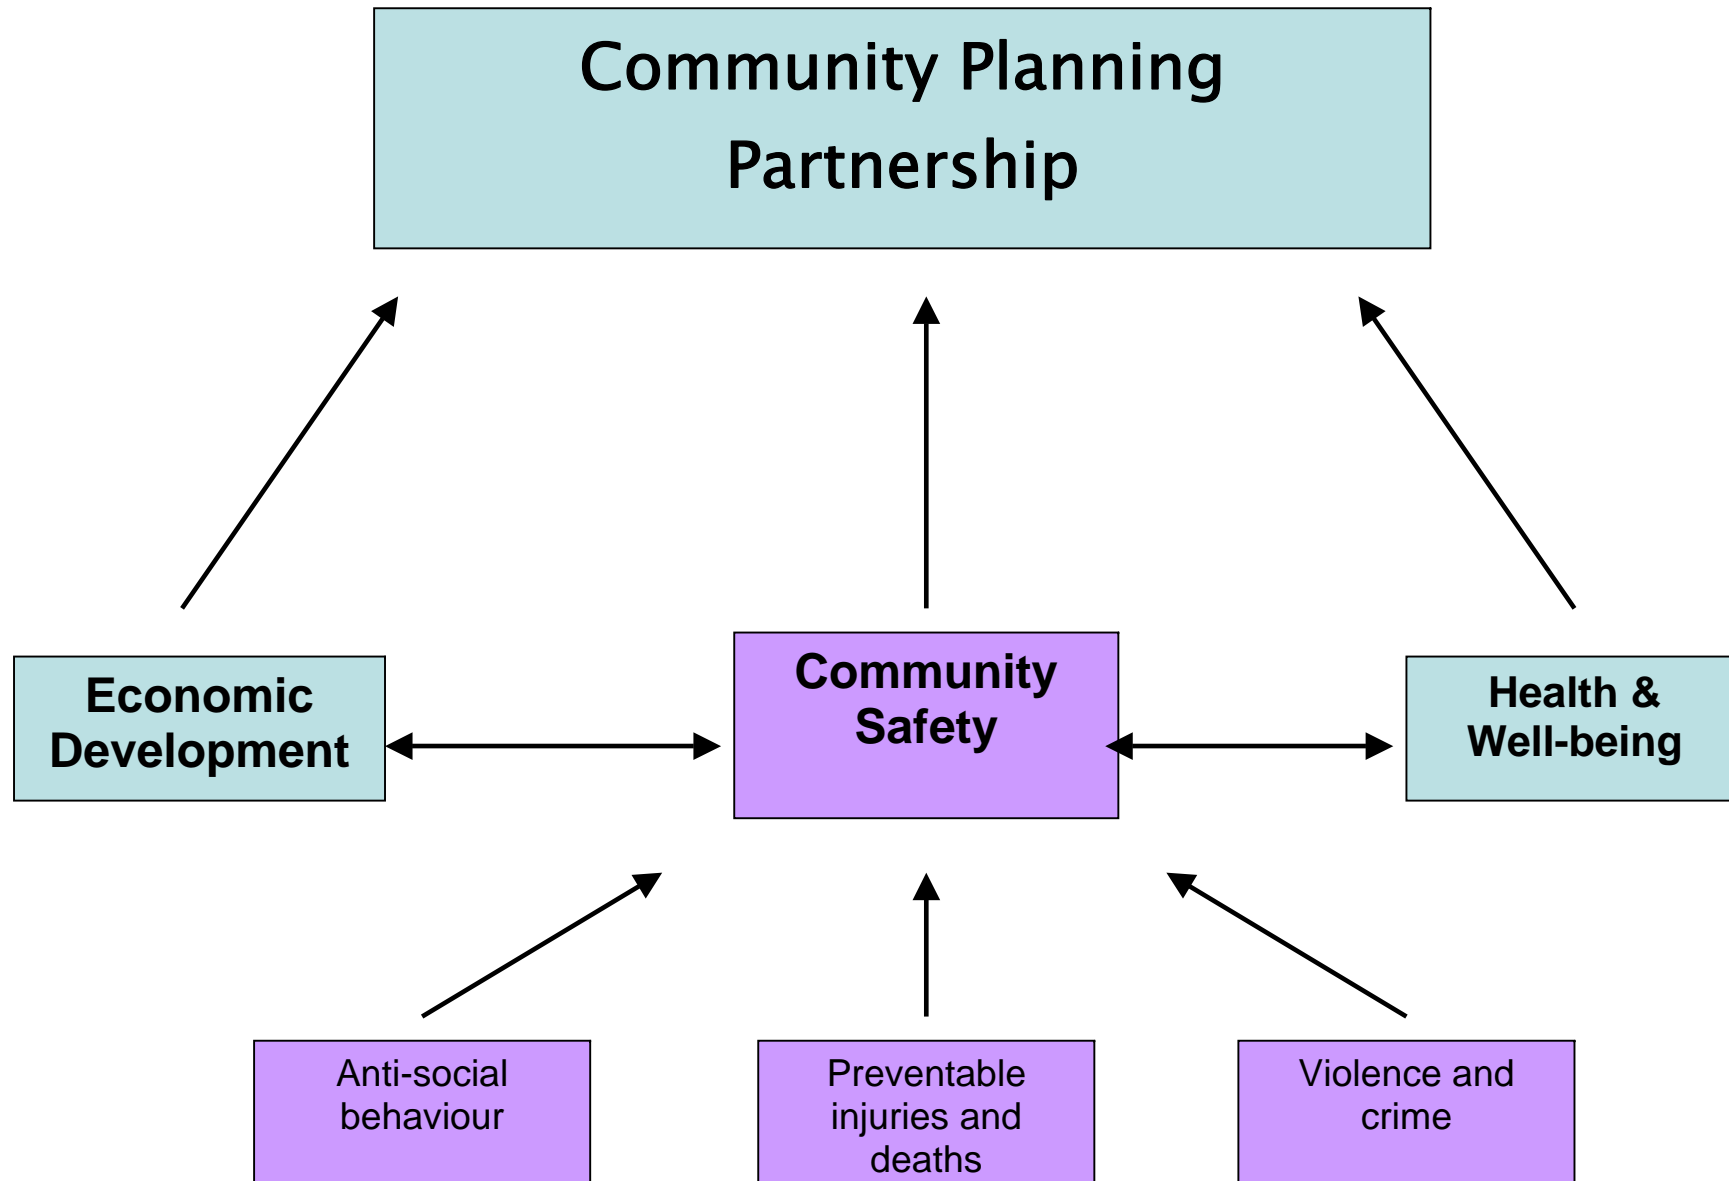 Community Planning
Partnership
Economic
Development
Community
Safety
Health &
Well-being
Anti-social
behaviour
Preventable
injuries and
deaths
Violence and
crime